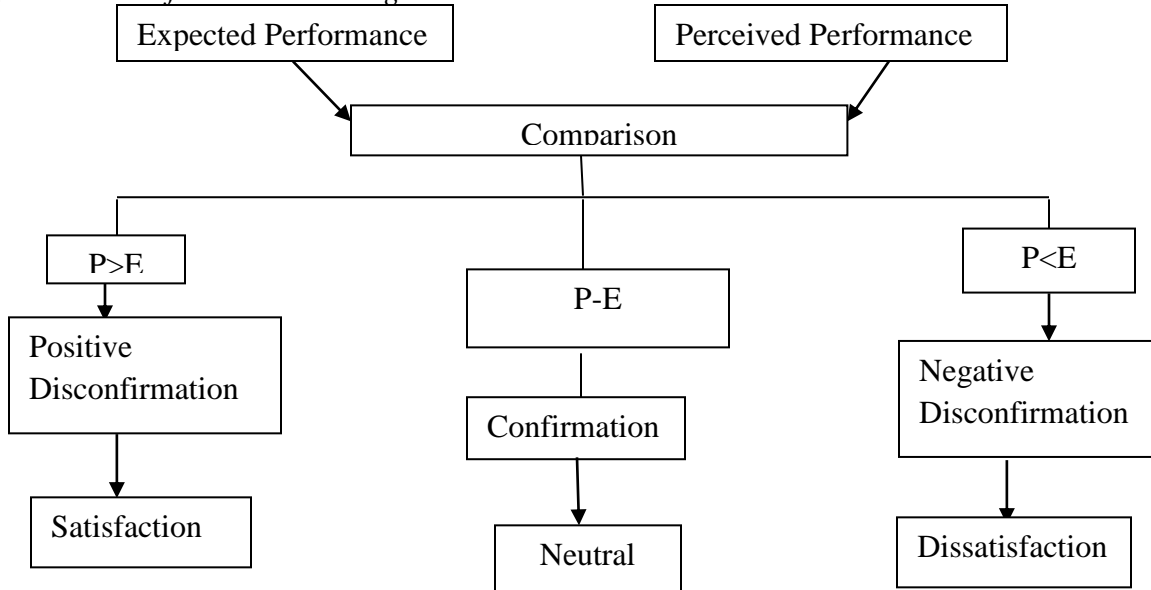 Expected Performance
Perceived Performance
Comparison
P>E
P-E
P<E
Positive
Disconfirmation
Confirmation
Negative
Disconfirmation
Satisfaction
Neutral
Dissatisfaction